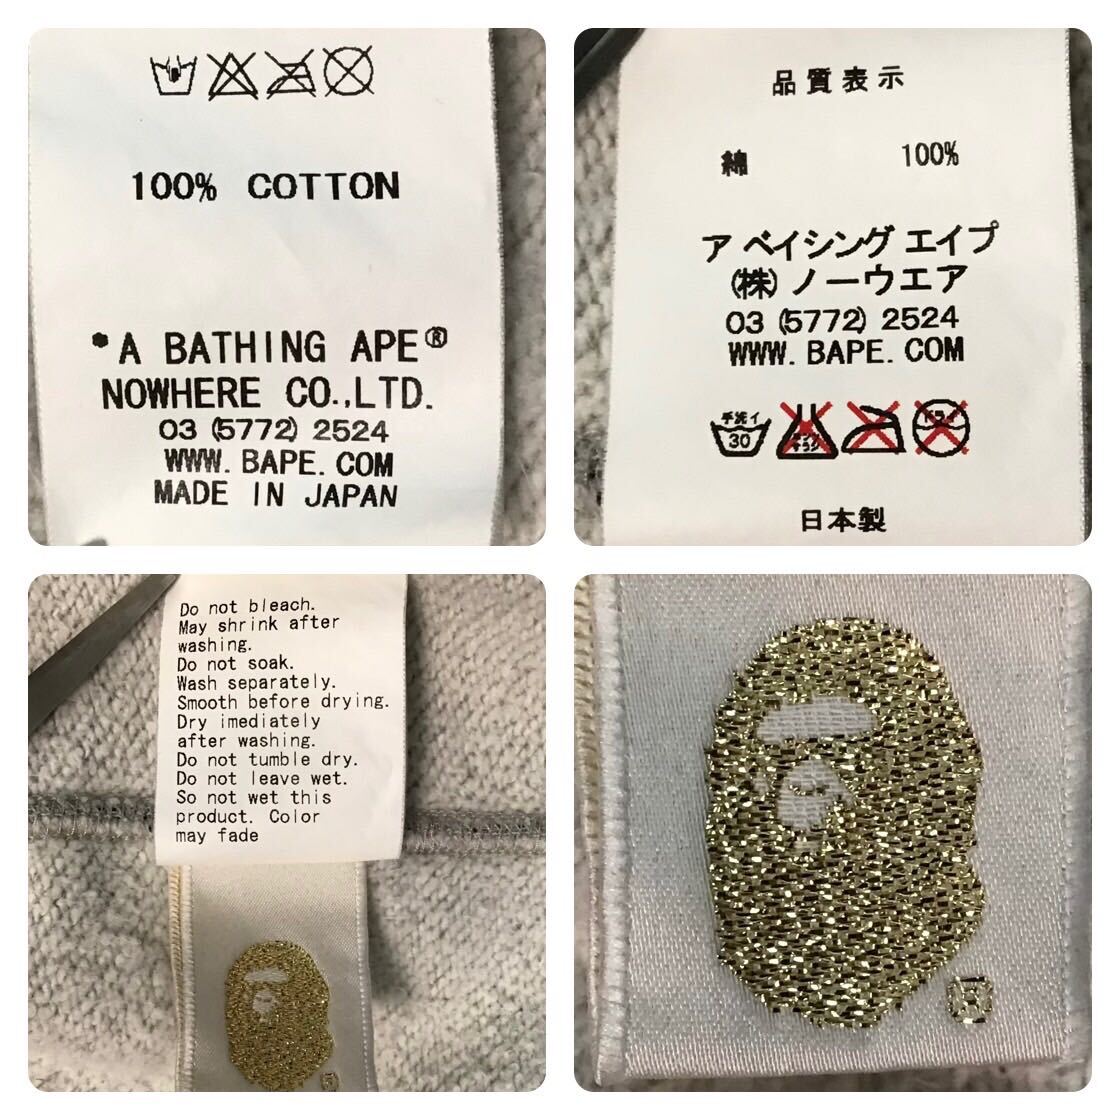 100% COTTON
*A BATHING APE®
NOWHERE CO.,LTD.
03 (5772) 2524
WWW. BAPE. COM
MADE IN JAPAN
品質表示
綿 100%
ア ベイシング エイプ
(株) ノーウエア
03 (5772) 2524
WWW. BAPE. COM
手洗イ
30
日本製
Do not bleach.
May shrink after
washing.
Do not soak.
Wash separately.
Smooth before drying.
Dry imediately
after washing.
Do not tumble dry.
Do not leave wet.
So not wet this
product. Color
may fade
®
®